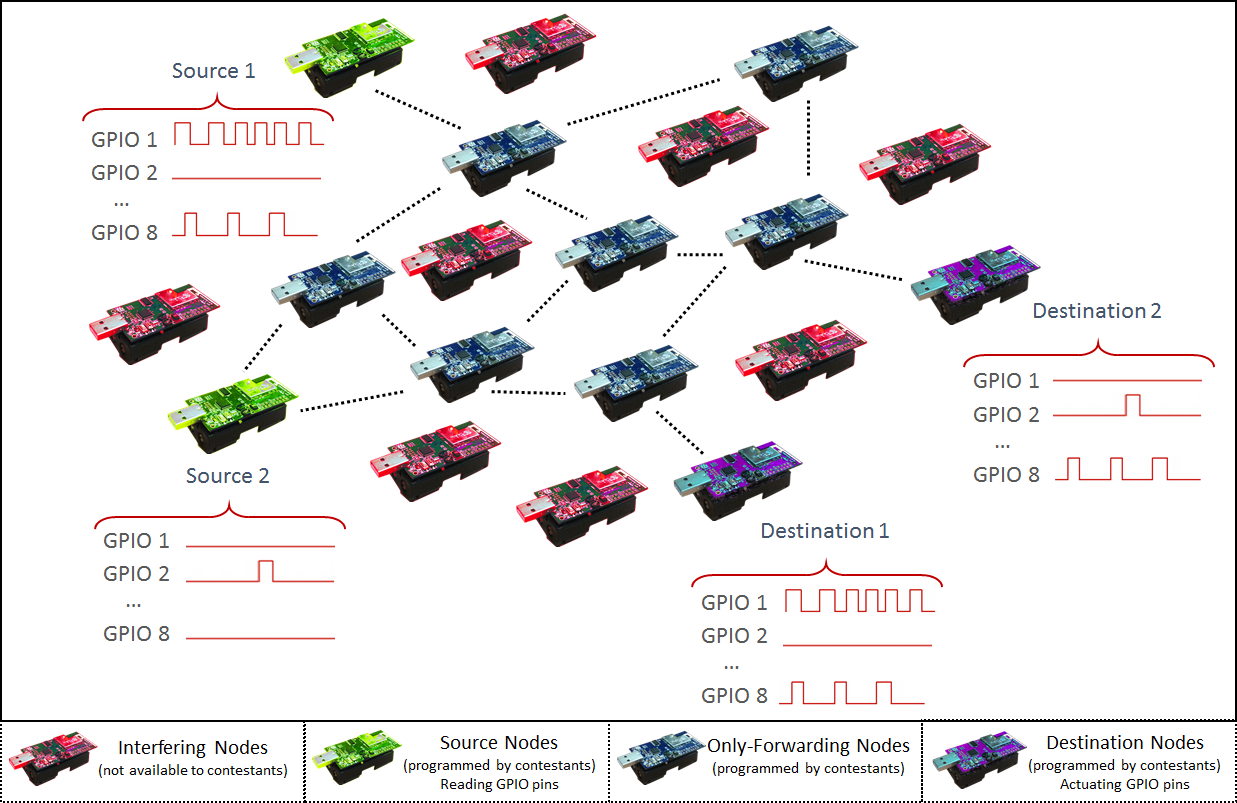 Source 1
GPIO 1
GPIO 2
...
GPIO 8
Destination 2
GPIO 1
GPIO 2
...
GPIO 8
Source 2
GPIO 1
GPIO 2
...
GPIO 8
Destination 1
GPIO 1
GPIO 2
...
GPIO 8
Interfering Nodes
(not available to contestants)
Source Nodes
(programmed by contestants)
Reading GPIO pins
Only-Forwarding Nodes
(programmed by contestants)
Destination Nodes
(programmed by contestants)
Actuating GPIO pins